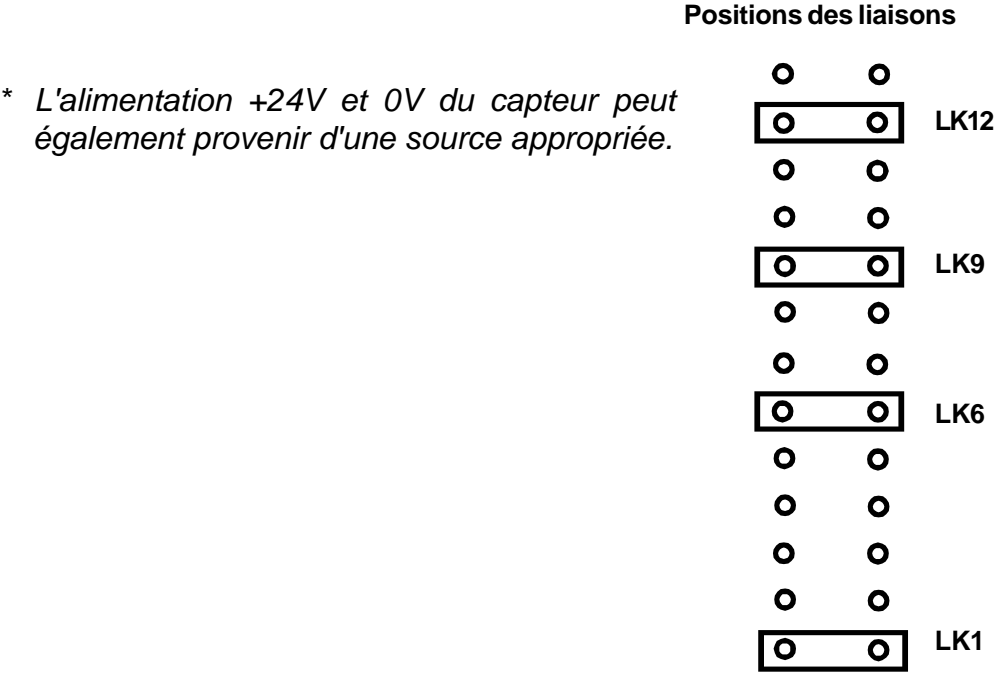 Positions des liaisons
* L'alimentation +24V et 0V du capteur peut
également provenir d'une source appropriée.
LK12
LK9
LK6
LK1